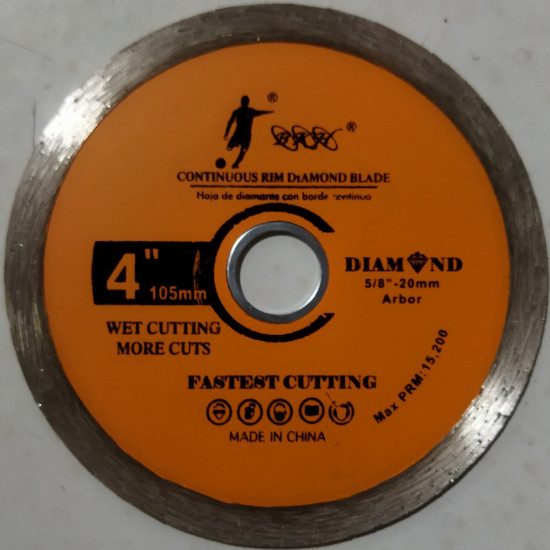 ®
®
CONTINUOUS RIM DIAMOND BLADE
Hoja de diamante con borde continuo
4" 105mm
DIAMOND
5/8"-20mm
Arbor
WET CUTTING
MORE CUTS
FASTEST CUTTING
Max PRM:15,200
MADE IN CHINA